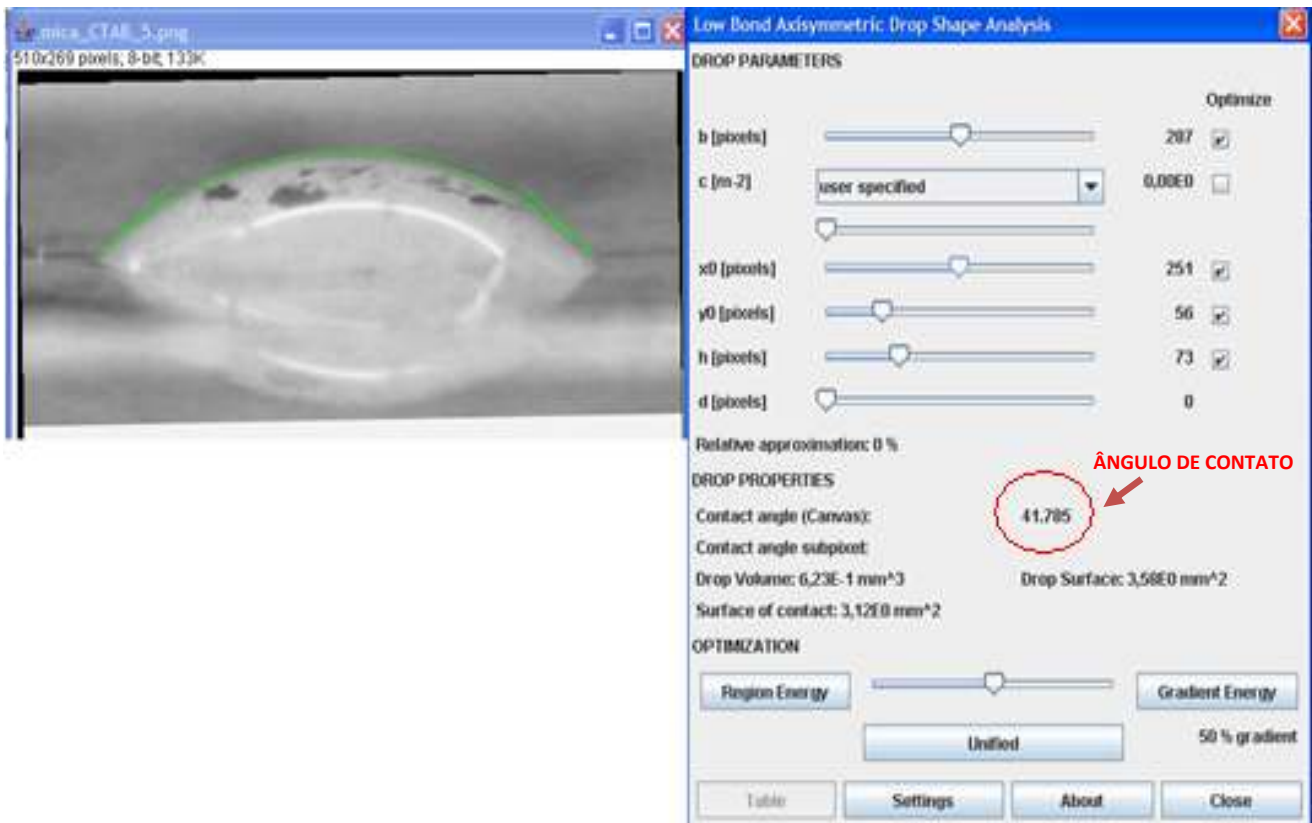 _mica_CTAB_5.png
510x269 pixels; 8-bit; 133K
Low Bond Axisymmetric Drop Shape Analysis
DROP PARAMETERS
Optimize
b [pixels] 287
c [m-2] user specified 0,00E0
x0 [pixels] 251
y0 [pixels] 56
h [pixels] 73
d [pixels] 0
Relative approximation: 0 %
ÂNGULO DE CONTATO
DROP PROPERTIES
Contact angle (Canvas): 41.785
Contact angle subpixel:
Drop Volume: 6,23E-1 mm^3 Drop Surface: 3,58E0 mm^2
Surface of contact: 3,12E0 mm^2
OPTIMIZATION
Region Energy Gradient Energy
Unified 50 % gradient
Table Settings About Close